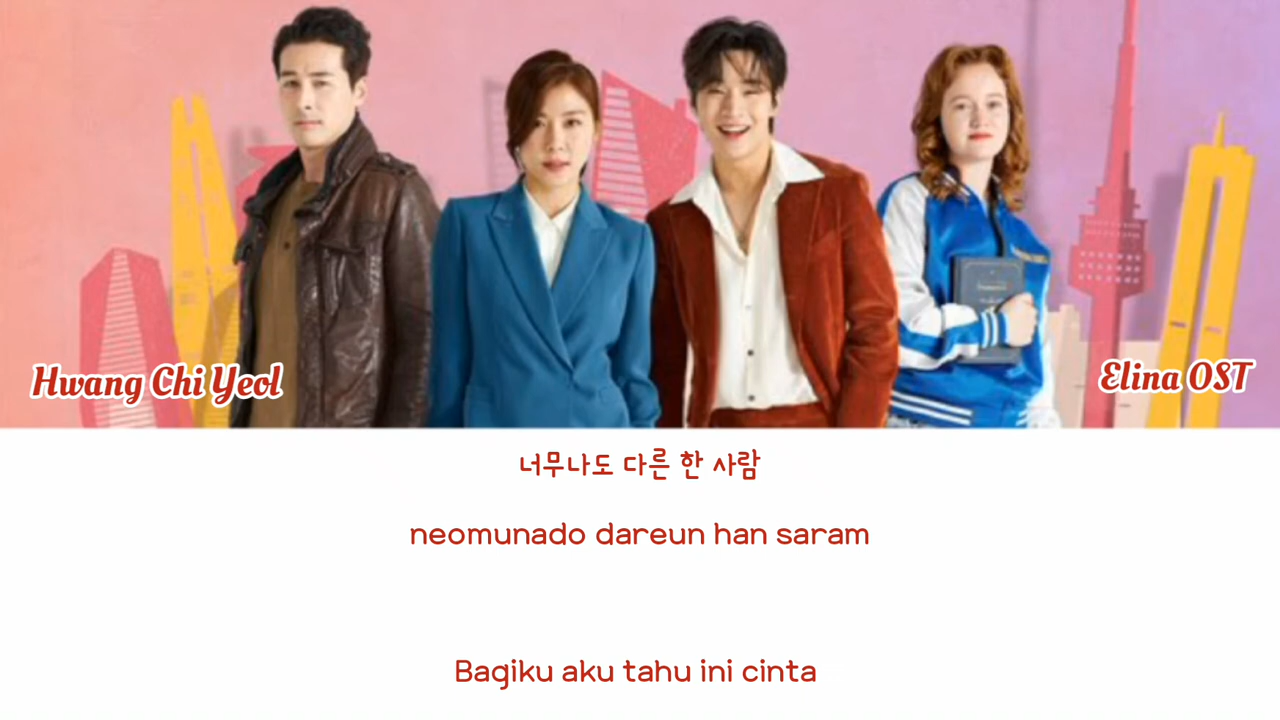 Hwang Chi Yeol
Elina OST
너무나도 다른 한 사람
neomunado dareun han saram
Bagiku aku tahu ini cinta